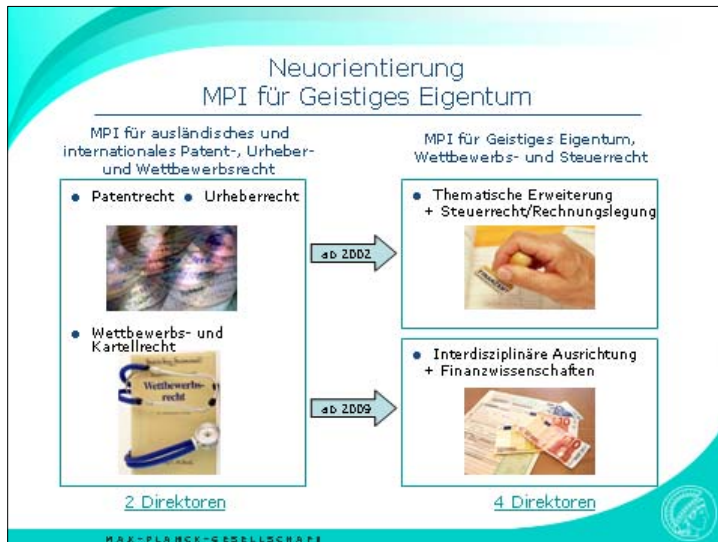 Neuorientierung
MPI für Geistiges Eigentum
MPI für ausländisches und
internationales Patent-, Urheber-
und Wettbewerbsrecht
• Patentrecht • Urheberrecht
• Wettbewerbs- und
Kartellrecht
Wettbewerbs-
recht
2 Direktoren
ab 2002
ab 2009
MPI für Geistiges Eigentum,
Wettbewerbs- und Steuerrecht
• Thematische Erweiterung
+ Steuerrecht/Rechnungslegung
FINANZAMT
• Interdisziplinäre Ausrichtung
+ Finanzwissenschaften
10
4 Direktoren
MAX-PLANCK-GESELLSCHAFT